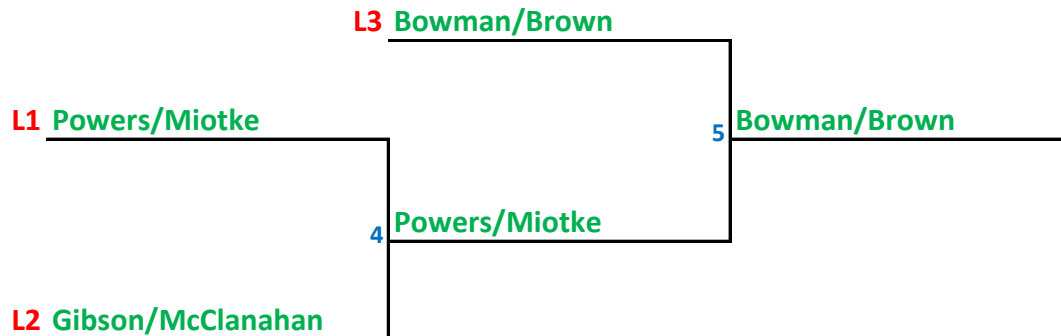 L3 Bowman/Brown
L1 Powers/Miotke
5 Bowman/Brown
4 Powers/Miotke
L2 Gibson/McClanahan